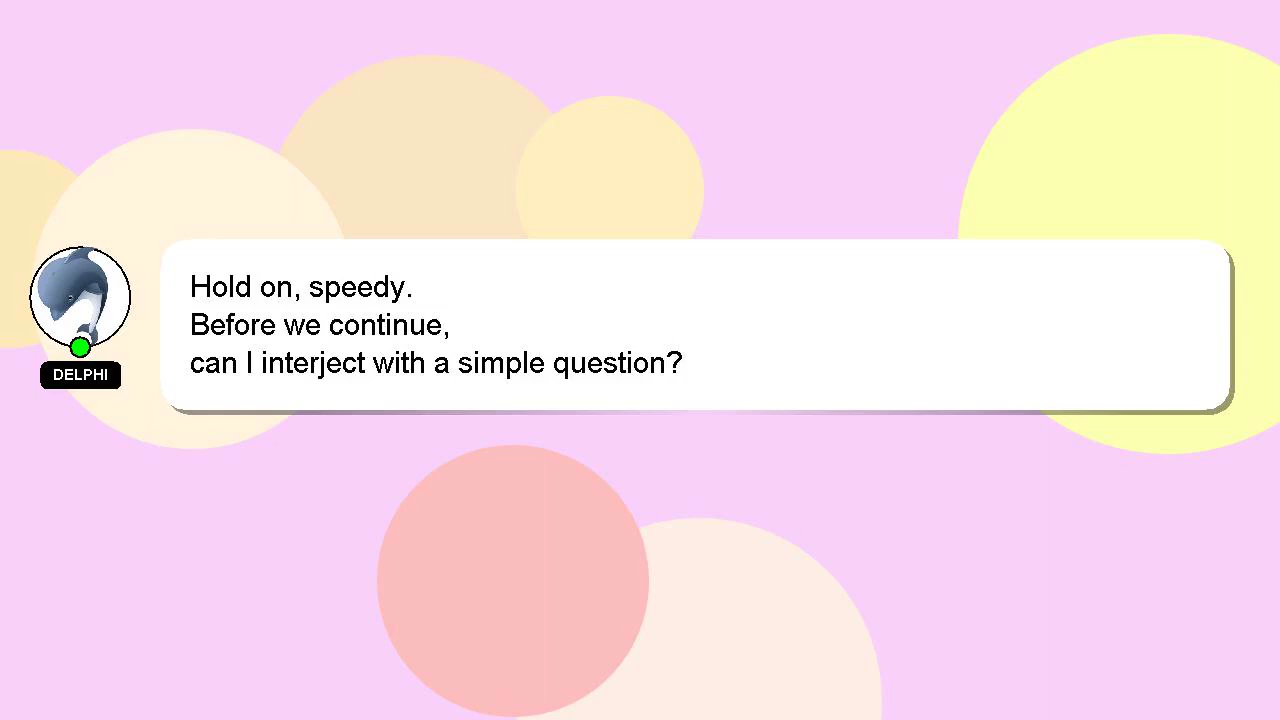 Hold on, speedy.
Before we continue,
can I interject with a simple question?
DELPHI